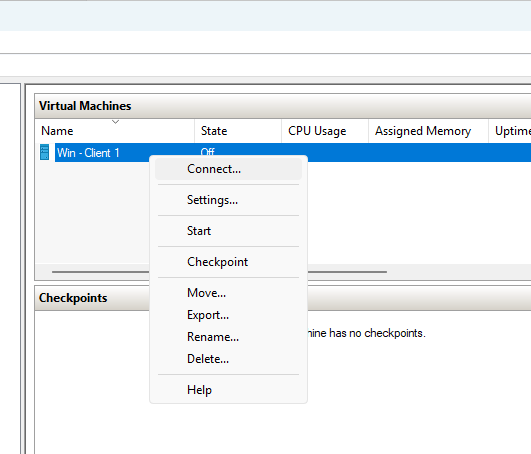 Virtual Machines
Name State CPU Usage Assigned Memory Uptime
Win - Client 1 Off
Connect...
Settings...
Start
Checkpoint
Move...
Export...
Rename...
Delete...
Help
Checkpoints
has no checkpoints.